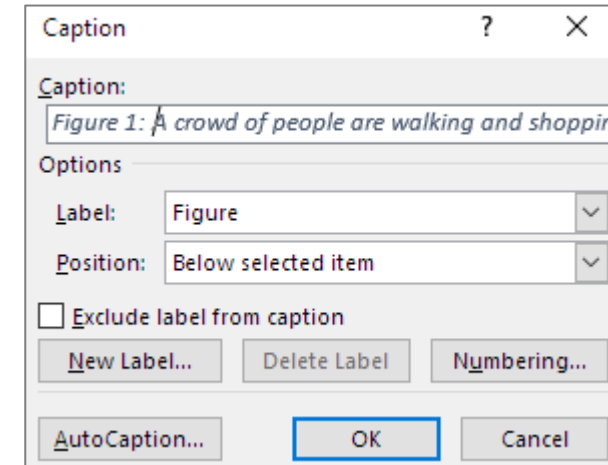 Caption ?
Caption:
Figure 1: A crowd of people are walking and
Options
Label: Figure
Position: Below selected item
Exclude label from caption
New Label... Delete Label Numbering...
AutoCaption... OK Cancel